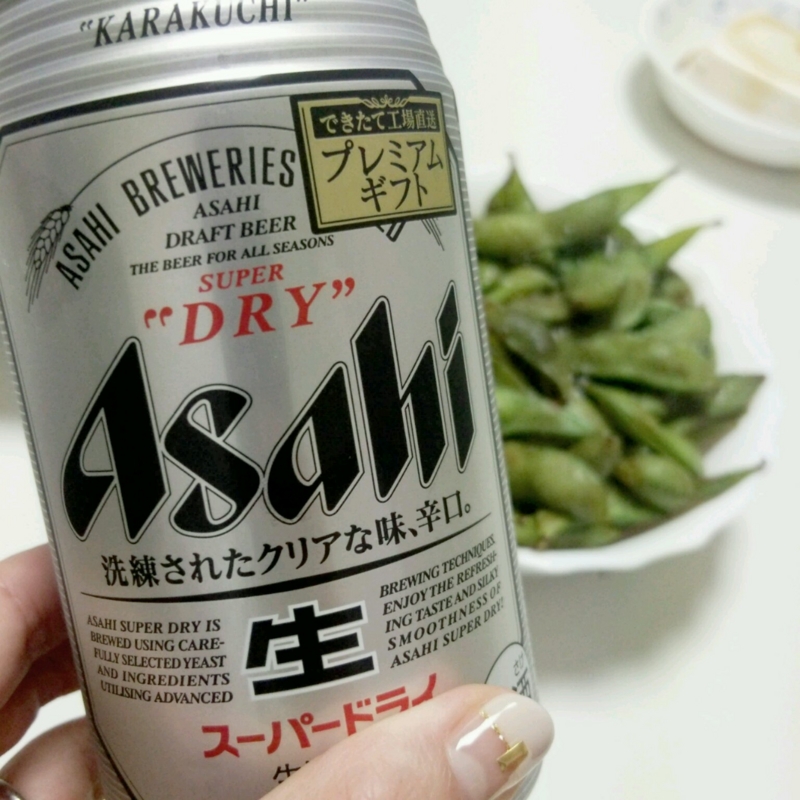 "KARAKUCHI"
できたて工場直送
プレミアム
ギフト
ASAHI BREWERIES
ASAHI
DRAFT BEER
THE BEER FOR ALL SEASONS
SUPER
"DRY"
Asahi
洗練されたクリアな味、辛口。
ASAHI SUPER DRY IS
BREWED USING CARE-
FULLY SELECTED YEAST
AND INGREDIENTS
UTILISING ADVANCED
生
BREWING TECHNIQUES.
ENJOY THE REFRESH-
ING TASTE AND SILKY
SMOOTHNESS OF
ASAHI SUPER DRY!
スーパードライ